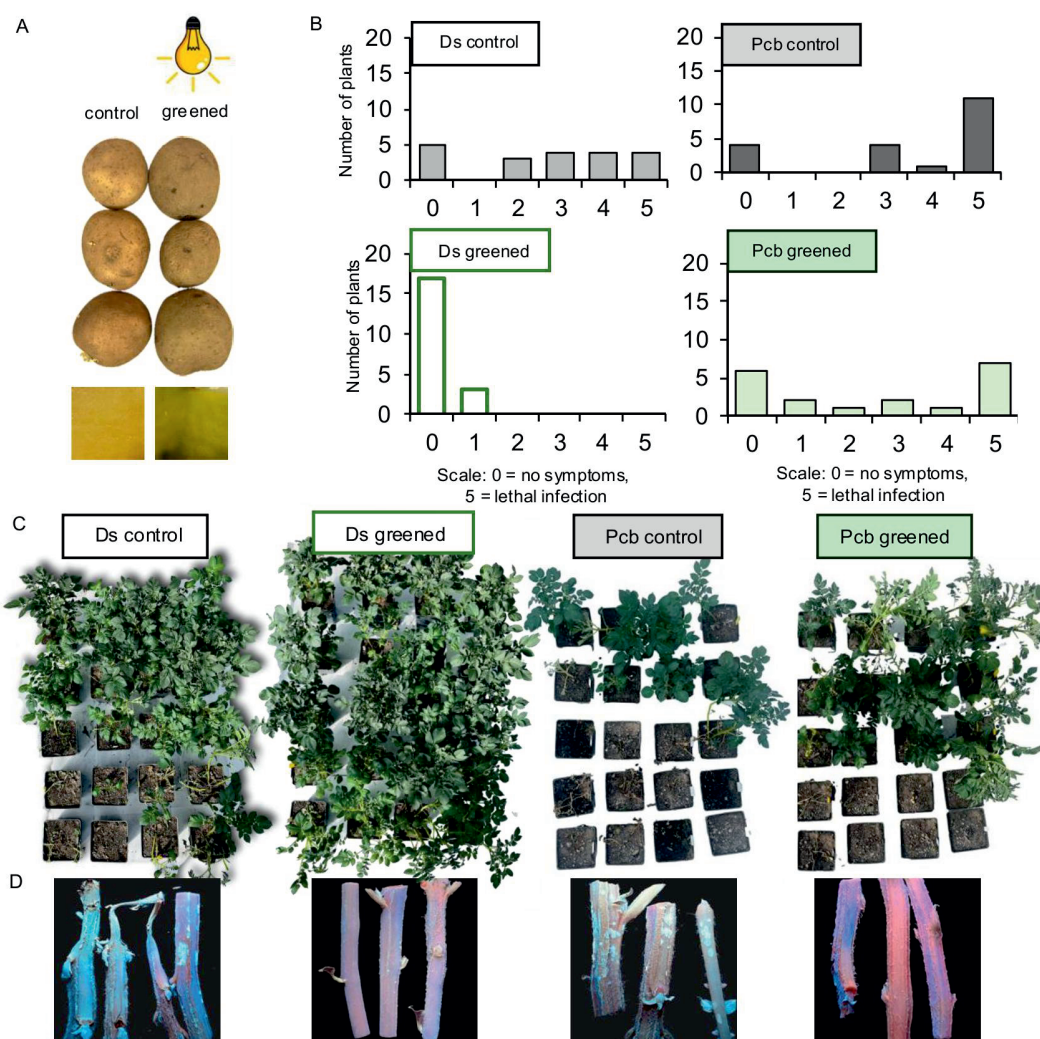 A
control
greened
B
Number of plants
20
15
10
5
0
Ds control
0 1 2 3 4 5
20
15
10
5
0
Pcb control
0 1 2 3 4 5
Number of plants
20
15
10
5
0
Ds greened
0 1 2 3 4 5
Scale: 0 = no symptoms,
5 = lethal infection
20
15
10
5
0
Pcb greened
0 1 2 3 4 5
Scale: 0 = no symptoms,
5 = lethal infection
C
Ds control
Ds greened
Pcb control
Pcb greened
D